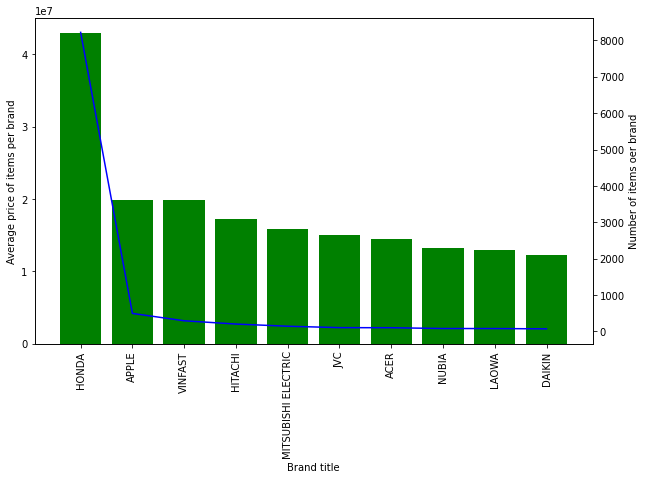 1e7
4
3
2
1
0
Average price of items per brand
8000
7000
6000
5000
4000
3000
2000
1000
0
Number of items oer brand
HONDA
APPLE
VINFAST
HITACHI
MITSUBISHI ELECTRIC
JVC
ACER
NUBIA
LAOWA
DAIKIN
Brand title